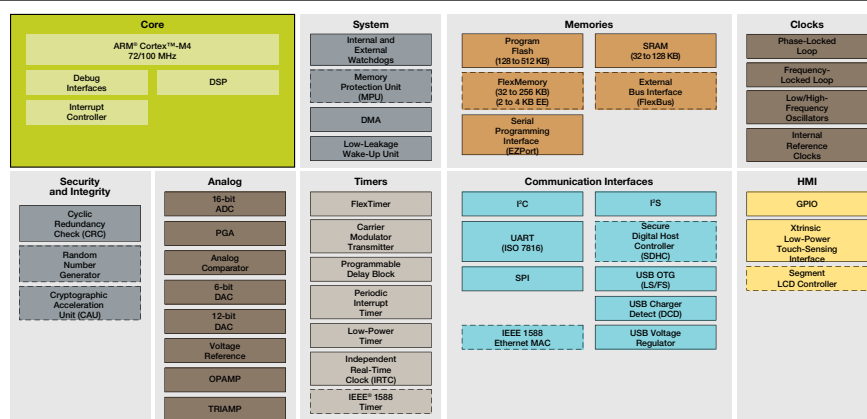 Core
ARM® Cortex™-M4
72/100 MHz
Debug
Interfaces
DSP
Interrupt
Controller
System
Internal and
External
Watchdogs
Memory
Protection Unit
(MPU)
DMA
Low-Leakage
Wake-Up Unit
Memories
Program
Flash
(128 to 512 KB)
SRAM
(32 to 128 KB)
FlexMemory
(32 to 256 KB)
(2 to 4 KB EE)
External
Bus Interface
(FlexBus)
Serial
Programming
Interface
(EZPort)
Clocks
Phase-Locked
Loop
Frequency-
Locked Loop
Low/High-
Frequency
Oscillators
Internal
Reference
Clocks
Security
and Integrity
Cyclic
Redundancy
Check (CRC)
Random
Number
Generator
Cryptographic
Acceleration
Unit (CAU)
Analog
16-bit
ADC
PGA
Analog
Comparator
6-bit
DAC
12-bit
DAC
Voltage
Reference
OPAMP
TRIAMP
Timers
FlexTimer
Carrier
Modulator
Transmitter
Programmable
Delay Block
Periodic
Interrupt
Timer
Low-Power
Timer
Independent
Real-Time
Clock (IRTC)
IEEE® 1588
Timer
Communication Interfaces
I²C
I²S
UART
(ISO 7816)
Secure
Digital Host
Controller
(SDHC)
SPI
USB OTG
(LS/FS)
USB Charger
Detect (DCD)
IEEE 1588
Ethernet MAC
USB Voltage
Regulator
HMI
GPIO
Xtrinsic
Low-Power
Touch-Sensing
Interface
Segment
LCD Controller